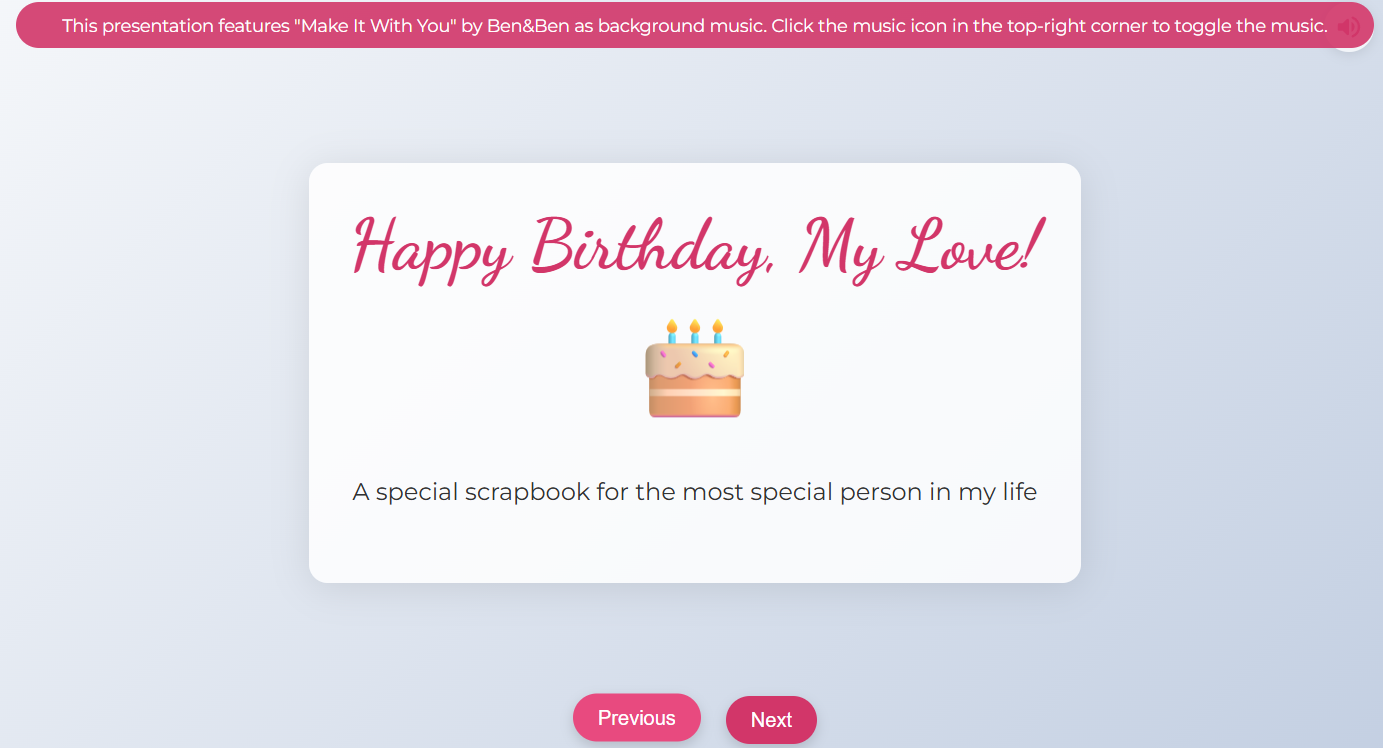 This presentation features "Make It With You" by Ben&Ben as background music. Click the music icon in the top-right corner to toggle the music.
Happy Birthday, My Love!
A special scrapbook for the most special person in my life
Previous
Next